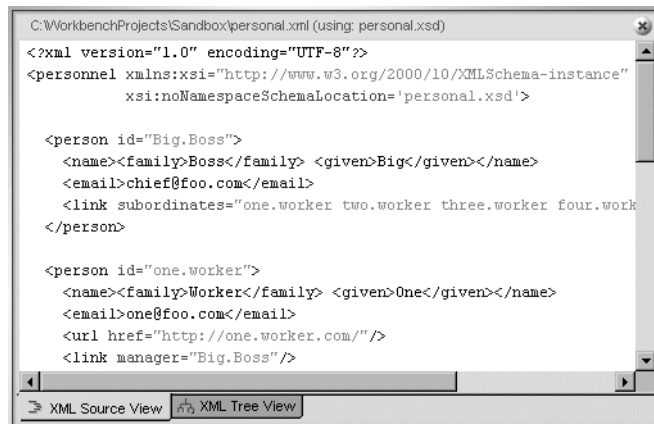 C:\WorkbenchProjects\Sandbox\personal.xml (using: personal.xsd)
<?xml version="1.0" encoding="UTF-8"?>
<personnel xmlns:xsi="http://www.w3.org/2000/10/XMLSchema-instance"
xsi:noNamespaceSchemaLocation='personal.xsd'>
<person id="Big.Boss">
<name><family>Boss</family> <given>Big</given></name>
<email>chief@foo.com</email>
<link subordinates="one.worker two.worker three.worker four.work
</person>
<person id="one.worker">
<name><family>Worker</family> <given>One</given></name>
<email>one@foo.com</email>
<url href="http://one.worker.com/"/>
<link manager="Big.Boss"/>
XML Source View XML Tree View